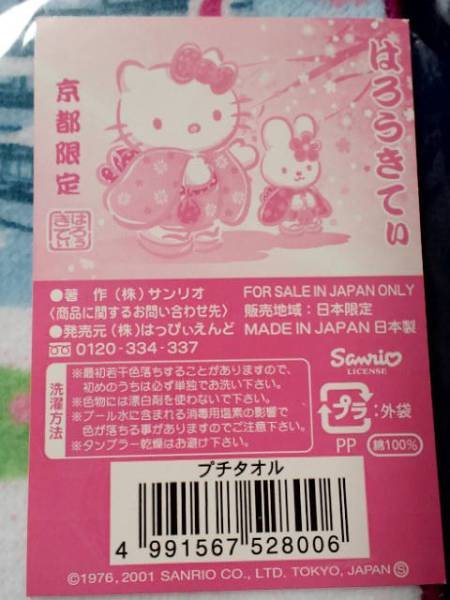 はろうきてぃ
京都限定
はろうきてぃ
●著　作（株）サンリオ　FOR SALE IN JAPAN ONLY
〈商品に関するお問い合わせ先〉　販売地域：日本限定
●発売元（株）はっぴぃえんど　MADE IN JAPAN 日本製
0120-334-337
Sanrio
LICENSE
洗濯方法
※最初若干色落ちすることがありますので、
初めのうちは必ず単独でお洗い下さい。
※色物には漂白剤を使わないで下さい。
※プール水に含まれる消毒用塩素の影響で
色が落ちる事がありますのでご注意下さい。
※タンブラー乾燥はお避け下さい。
プラ：外袋
PP　綿100%
プチタオル
4 991567 528006
©1976, 2001 SANRIO CO., LTD. TOKYO, JAPAN Ⓢ